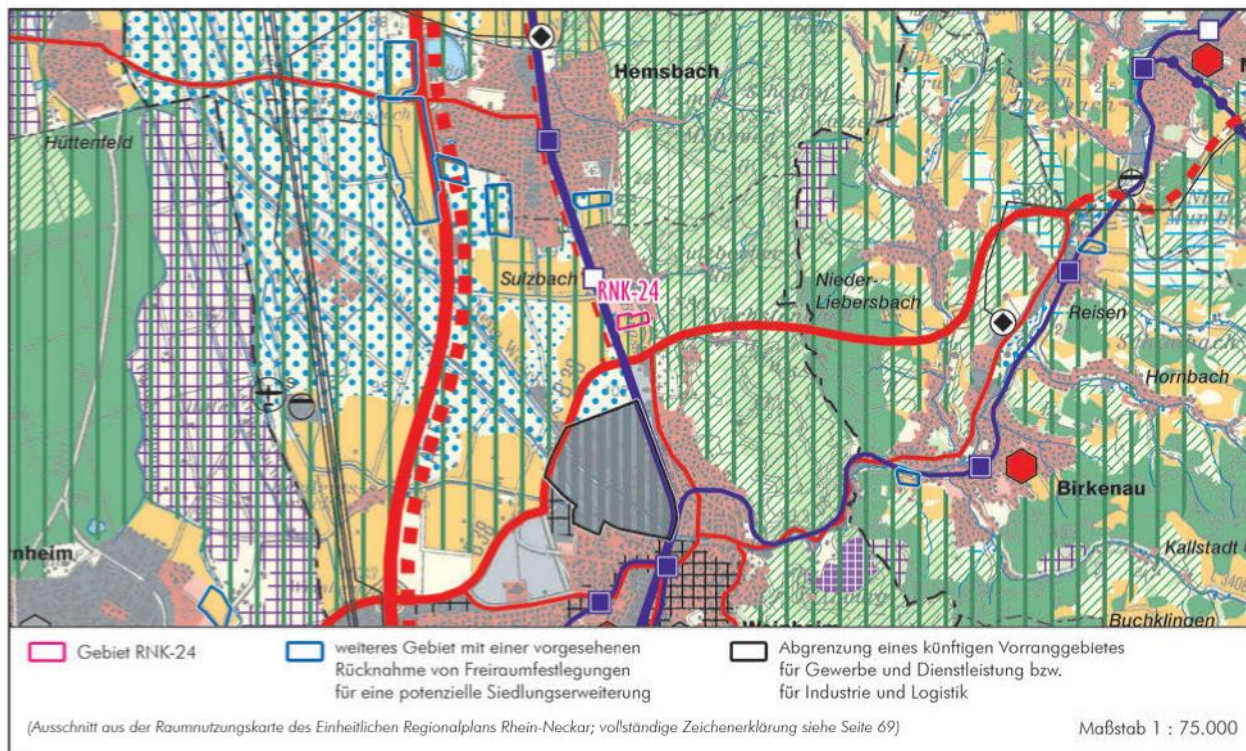 Hemsbach
Hüttenfeld
Sulzbach
RNK-24
Nieder-
Liebersbach
Reisen
Hornbach
Birkenau
rnheim
Kallstadt
Buchklingen
Gebiet RNK-24
weiteres Gebiet mit einer vorgesehenen
Rücknahme von Freiraumfestlegungen
für eine potenzielle Siedlungserweiterung
Abgrenzung eines künftigen Vorranggebietes
für Gewerbe und Dienstleistung bzw.
für Industrie und Logistik
(Ausschnitt aus der Raumnutzungskarte des Einheitlichen Regionalplans Rhein-Neckar; vollständige Zeichenerklärung siehe Seite 69)
Maßstab 1 : 75.000